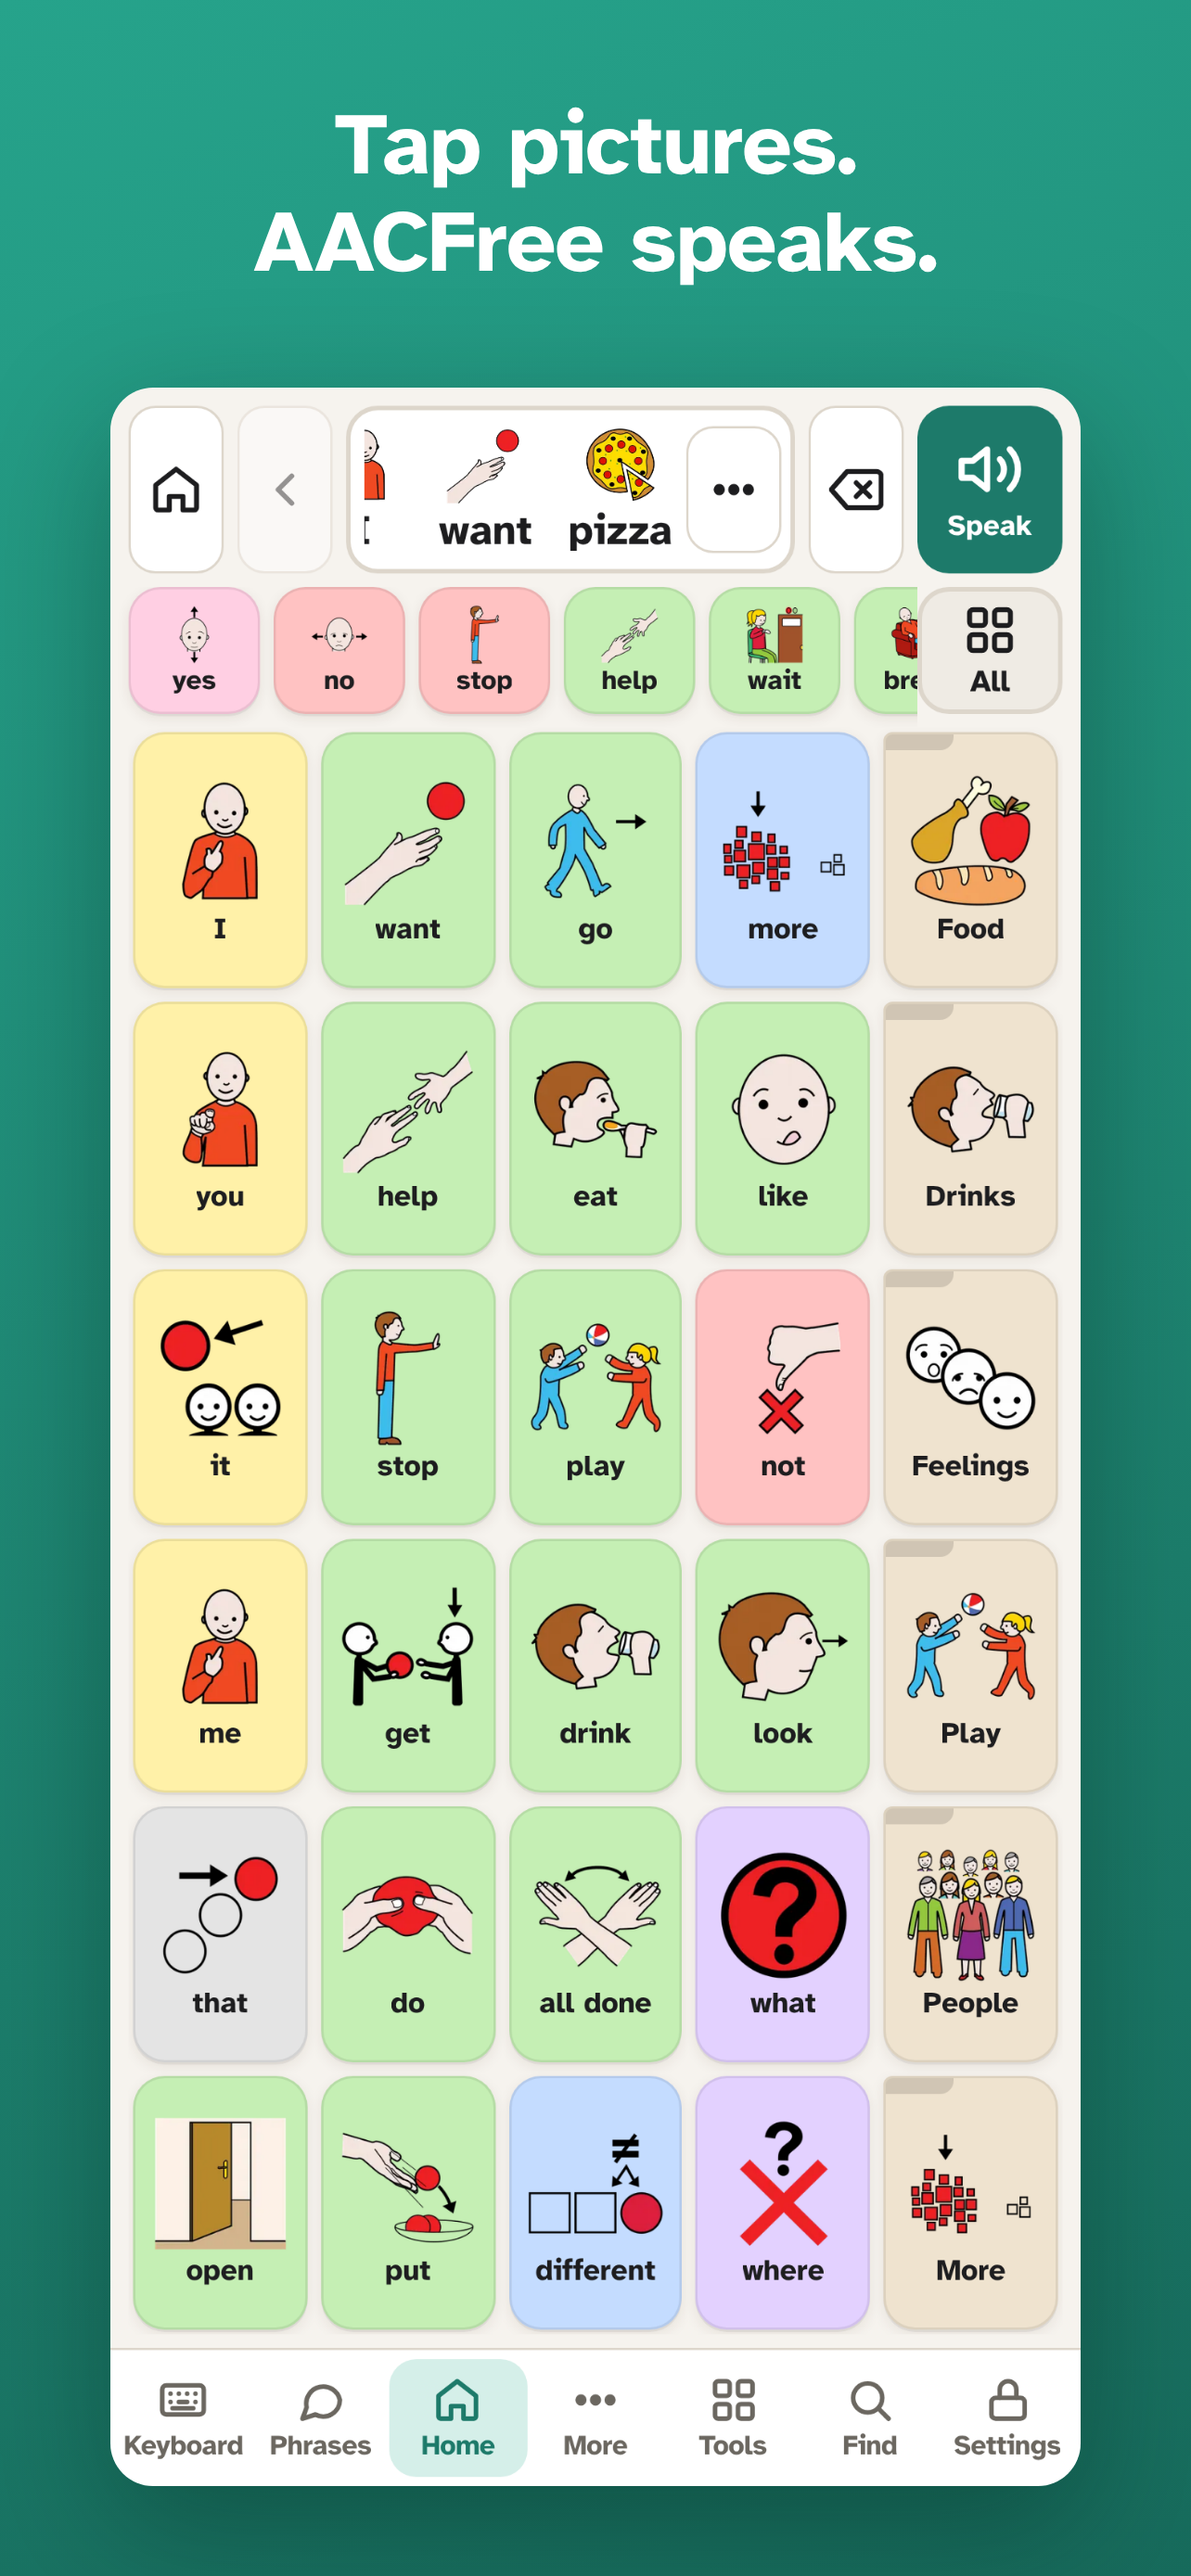 Tap pictures.
AACFree speaks.
I want pizza
Speak
yes no stop help wait bre All
I want go more Food
you help eat like Drinks
it stop play not Feelings
me get drink look Play
that do all done what People
open put different where More
Keyboard Phrases Home More Tools Find Settings